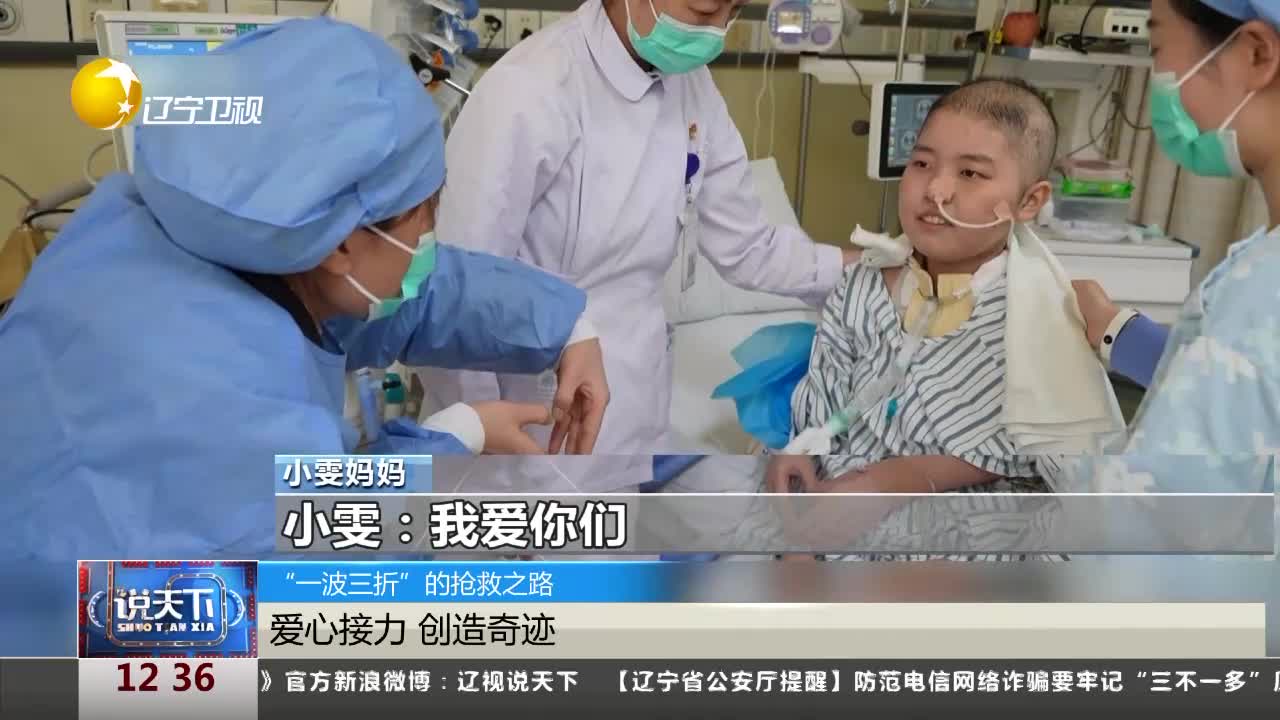 辽宁卫视
小雯妈妈
小雯：我爱你们
“一波三折”的抢救之路
说天下
SHUO TIAN XIA
爱心接力 创造奇迹
12 36
》官方新浪微博：辽视说天下 【辽宁省公安厅提醒】防范电信网络诈骗要牢记“三不一多”